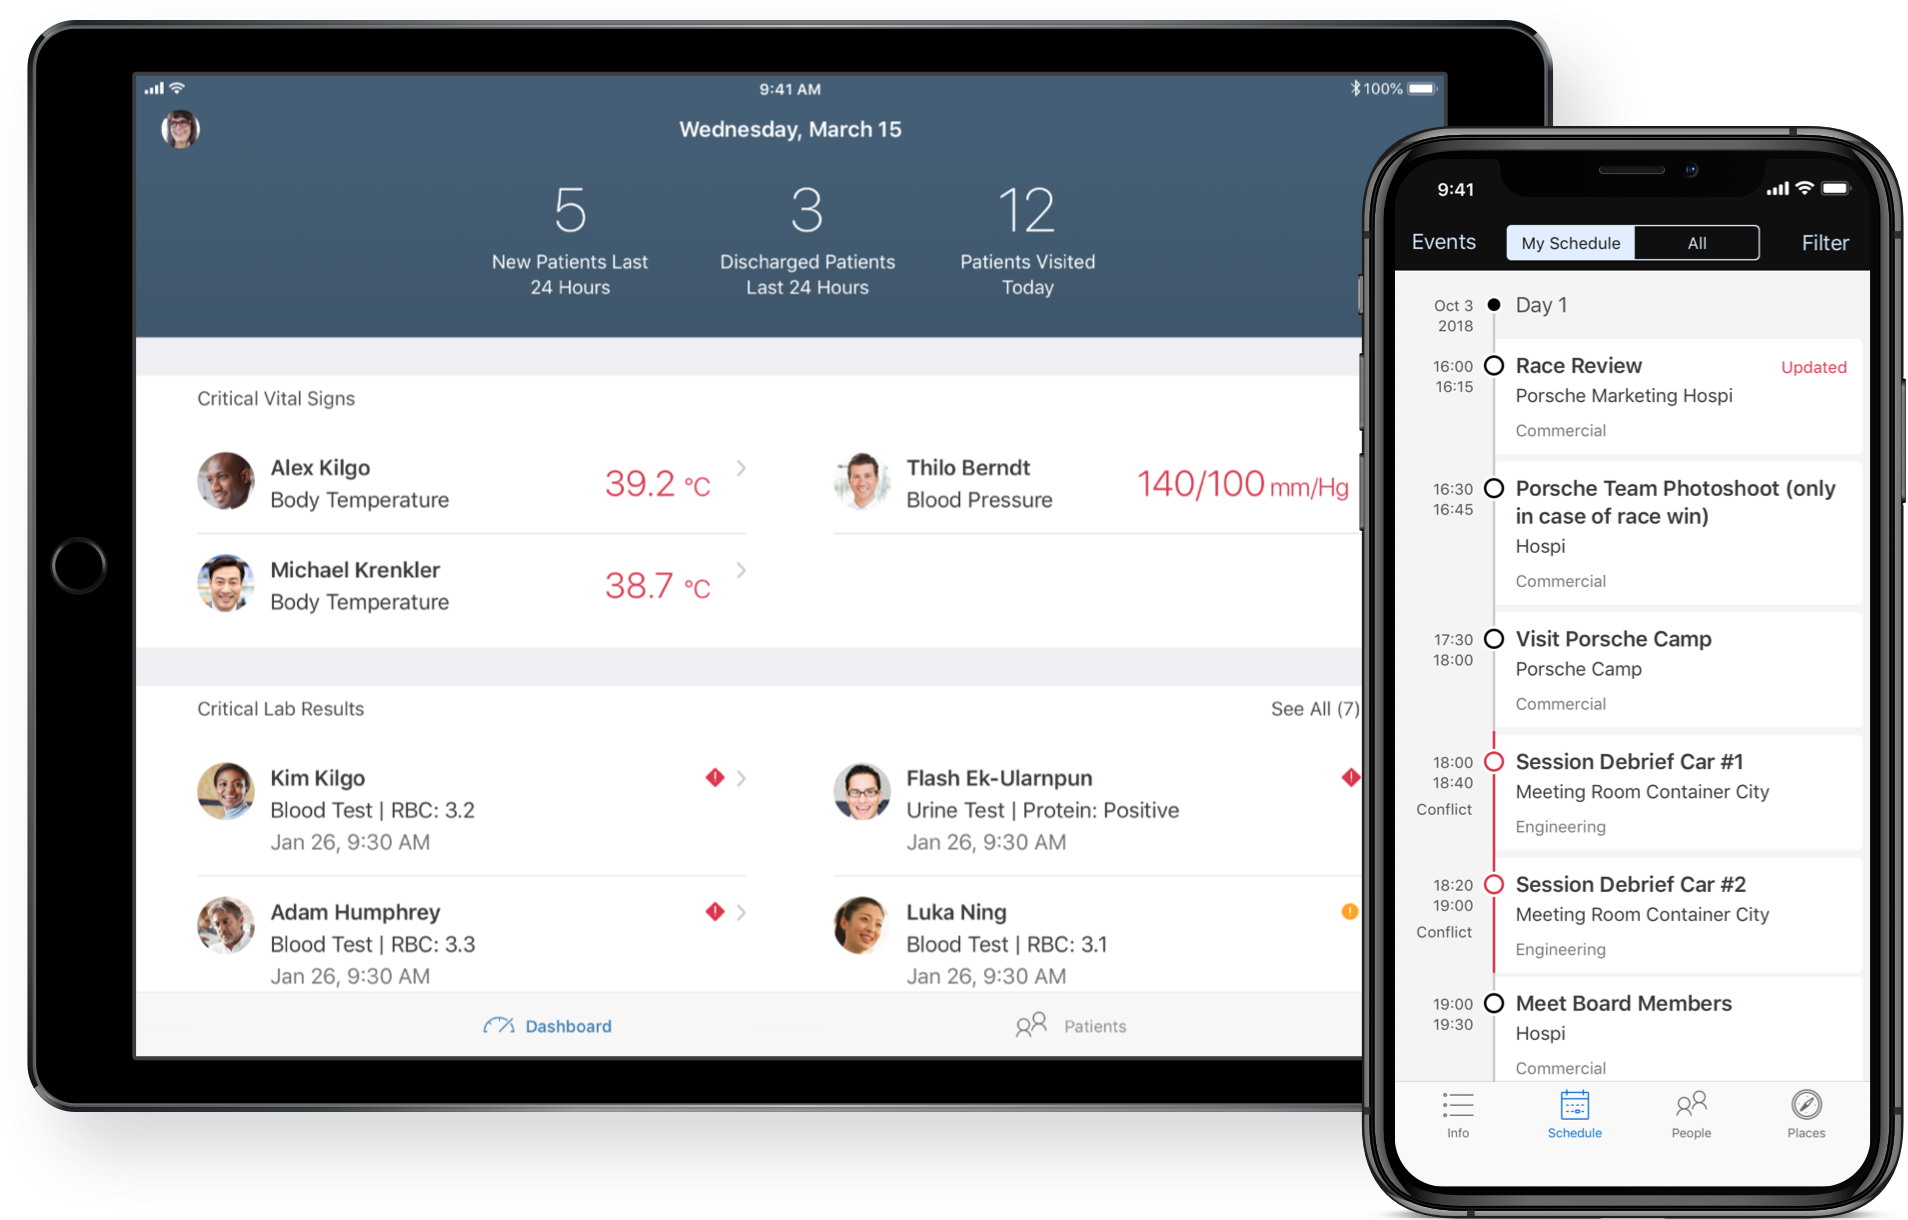 9:41 AM
100%
Wednesday, March 15
5
New Patients Last
24 Hours
3
Discharged Patients
Last 24 Hours
12
Patients Visited
Today
Critical Vital Signs
Alex Kilgo
Body Temperature
39.2 °C
Thilo Berndt
Blood Pressure
140/100 mm/Hg
Michael Krenkler
Body Temperature
38.7 °C
Critical Lab Results
See All (7)
Kim Kilgo
Blood Test | RBC: 3.2
Jan 26, 9:30 AM
Flash Ek-Ularnpun
Urine Test | Protein: Positive
Jan 26, 9:30 AM
Adam Humphrey
Blood Test | RBC: 3.3
Jan 26, 9:30 AM
Luka Ning
Blood Test | RBC: 3.1
Jan 26, 9:30 AM
Dashboard
Patients
9:41
Events
My Schedule
All
Filter
Oct 3
2018
Day 1
16:00
16:15
Race Review
Updated
Porsche Marketing Hospi
Commercial
16:30
16:45
Porsche Team Photoshoot (only
in case of race win)
Hospi
Commercial
17:30
18:00
Visit Porsche Camp
Porsche Camp
Commercial
18:00
18:40
Conflict
Session Debrief Car #1
Meeting Room Container City
Engineering
18:20
19:00
Conflict
Session Debrief Car #2
Meeting Room Container City
Engineering
19:00
19:30
Meet Board Members
Hospi
Commercial
Info
Schedule
People
Places